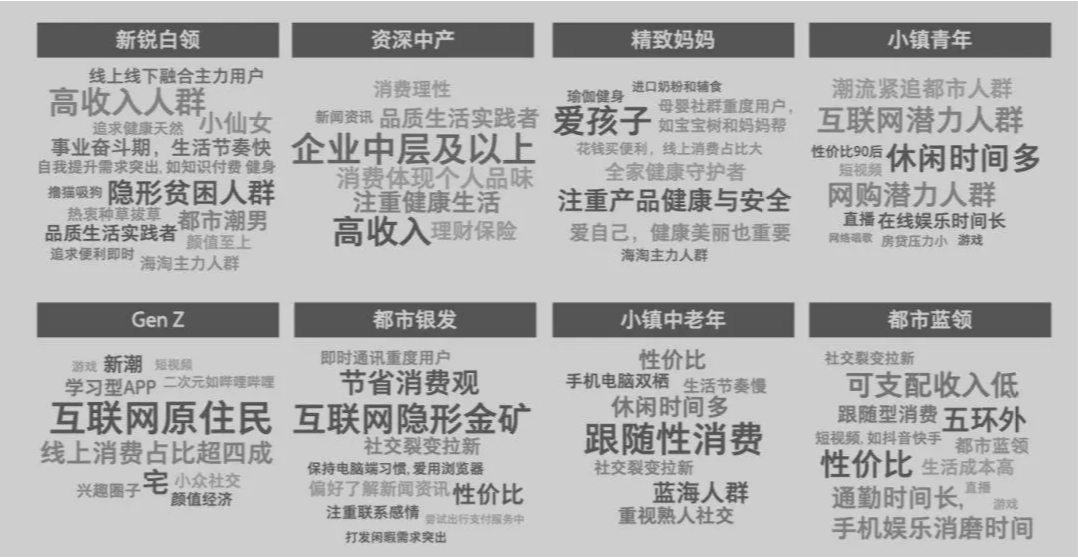 新锐白领
线上线下融合主力用户
高收入人群
追求健康天然 小仙女
事业奋斗期，生活节奏快
自我提升需求突出, 如知识付费 健身
撸猫吸狗 隐形贫困人群
热衷种草拔草 都市潮男
品质生活实践者 颜值至上
追求便利即时
海淘主力人群
资深中产
消费理性
新闻资讯 品质生活实践者
企业中层及以上
消费体现个人品味
注重健康生活
高收入 理财保险
精致妈妈
进口奶粉和辅食
瑜伽健身
母婴社群重度用户，
爱孩子 如宝宝树和妈妈帮
花钱买便利，线上消费占比大
全家健康守护者
注重产品健康与安全
爱自己，健康美丽也重要
海淘主力人群
小镇青年
潮流紧追都市人群
互联网潜力人群
性价比90后 休闲时间多
短视频
网购潜力人群
直播 在线娱乐时间长
网络唱歌 房贷压力小 游戏
Gen Z
游戏 新潮 短视频
学习型APP 二次元如哔哩哔哩
互联网原住民
线上消费占比超四成
兴趣圈子 宅 小众社交
颜值经济
都市银发
即时通讯重度用户
节省消费观
互联网隐形金矿
社交裂变拉新
保持电脑端习惯, 爱用浏览器
偏好了解新闻资讯 性价比
注重联系感情 尝试出行支付服务中
打发闲暇需求突出
小镇中老年
性价比
手机电脑双栖 生活节奏慢
休闲时间多
跟随性消费
社交裂变拉新
蓝海人群
重视熟人社交
都市蓝领
社交裂变拉新
可支配收入低
跟随型消费 五环外
短视频, 如抖音快手 都市蓝领
性价比 生活成本高
通勤时间长, 直播
游戏
手机娱乐消磨时间